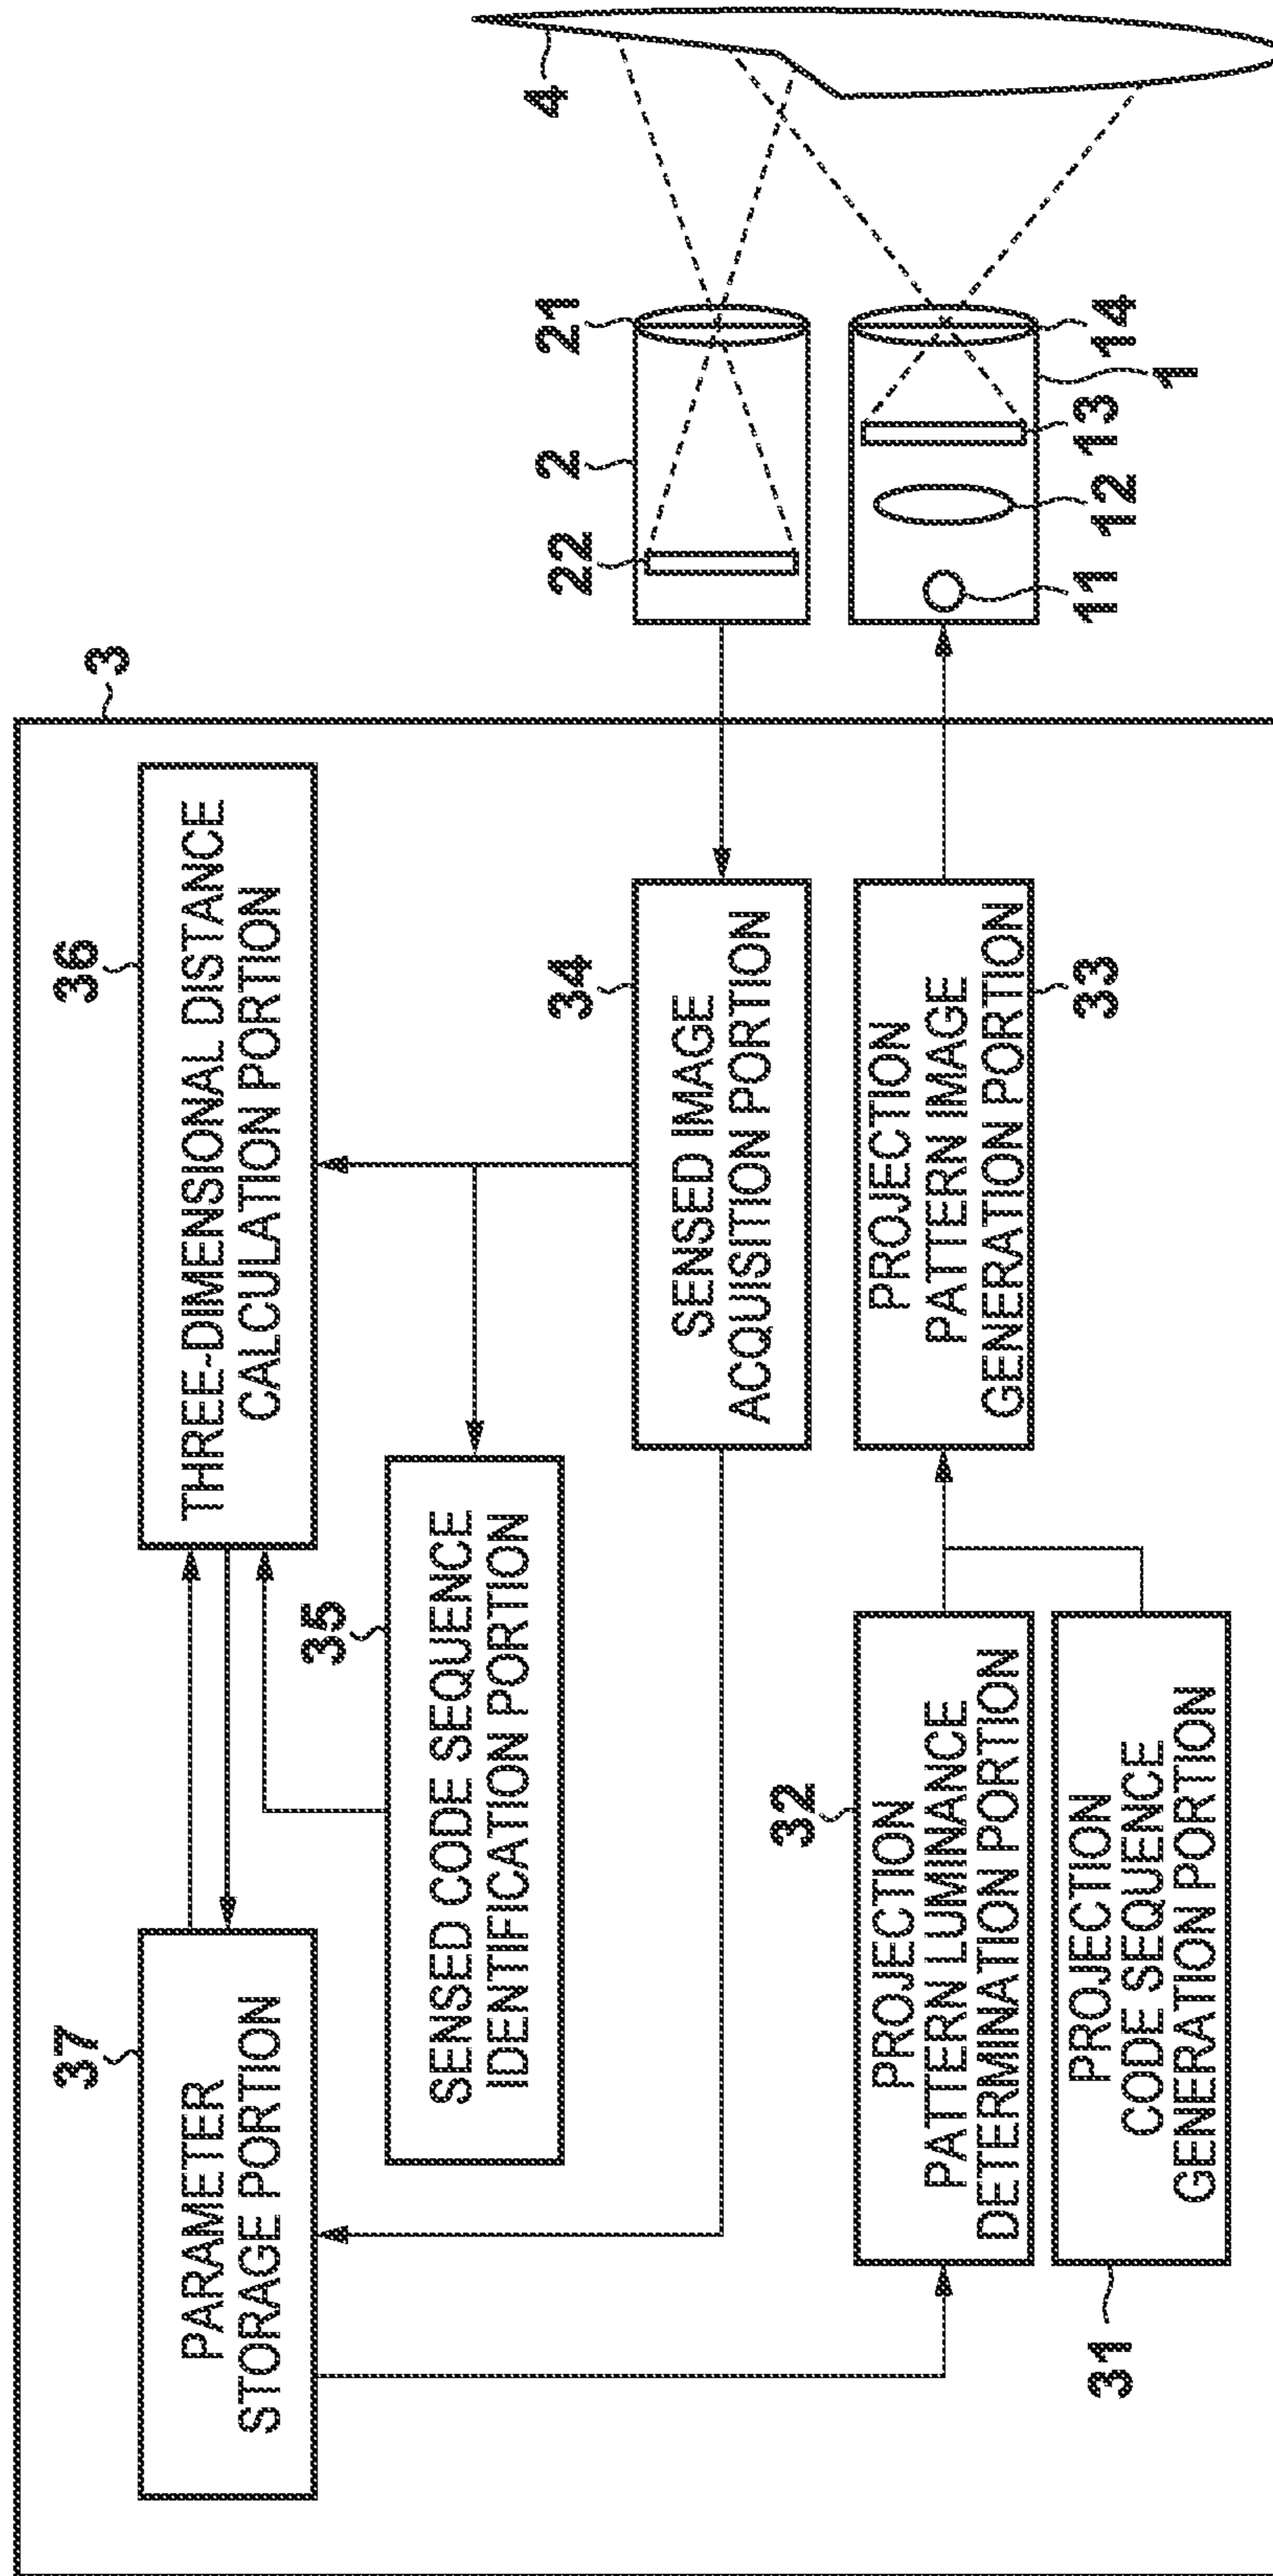 3
37
PARAMETER
STORAGE PORTION
36
THREE-DIMENSIONAL DISTANCE
CALCULATION PORTION
35
SENSED CODE SEQUENCE
IDENTIFICATION PORTION
34
SENSED IMAGE
ACQUISITION PORTION
32
PROJECTION
PATTERN LUMINANCE
DETERMINATION PORTION
PROJECTION
PATTERN IMAGE
GENERATION PORTION
33
31
PROJECTION
CODE SEQUENCE
GENERATION PORTION
22
2
21
4
11
12
13
1
14